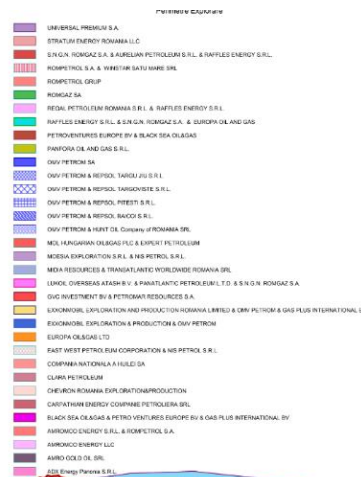 Perimetre Explorare
UNIVERSAL PREMIUM S.A.
STRATUM ENERGY ROMANIA LLC
S.N.G.N. ROMGAZ S.A. & AURELIAN PETROLEUM S.R.L. & RAFFLES ENERGY S.R.L.
ROMPETROL S.A. & WINSTAR SATU MARE SRL
ROMPETROL GRUP
ROMGAZ SA
REGAL PETROLEUM ROMANIA S.R.L. & RAFFLES ENERGY S.R.L.
RAFFLES ENERGY S.R.L. & S.N.G.N. ROMGAZ S.A. & EUROPA OIL AND GAS
PETROVENTURES EUROPE BV & BLACK SEA OIL&GAS
PANFORA OIL AND GAS S.R.L.
OMV PETROM SA
OMV PETROM & REPSOL TARGU JIU S.R.L.
OMV PETROM & REPSOL TARGOVISTE S.R.L.
OMV PETROM & REPSOL PITESTI S.R.L.
OMV PETROM & REPSOL BAICOI S.R.L.
OMV PETROM & HUNT OIL Company of ROMANIA SRL
MOL HUNGARIAN OIL&GAS PLC & EXPERT PETROLEUM
MOESIA EXPLORATION S.R.L. & NIS PETROL S.R.L.
MIDIA RESOURCES & TRANSATLANTIC WORLDWIDE ROMANIA SRL
LUKOIL OVERSEAS ATASH B.V. & PANATLANTIC PETROLEUM L.T.D. & S.N.G.N. ROMGAZ S.A.
GVC INVESTMENT BV & PETROMAR RESOURCES S.A.
EXXONMOBIL EXPLORATION AND PRODUCTION ROMANIA LIMITED & OMV PETROM & GAS PLUS INTERNATIONAL
EXXONMOBIL EXPLORATION & PRODUCTION & OMV PETROM
EUROPA OIL&GAS LTD
EAST WEST PETROLEUM CORPORATION & NIS PETROL S.R.L.
COMPANIA NATIONALA A HUILEI SA
CLARA PETROLEUM
CHEVRON ROMANIA EXPLORATION&PRODUCTION
CARPATHIAN ENERGY COMPANIE PETROLIERA SRL
BLACK SEA OIL&GAS & PETRO VENTURES EUROPE BV & GAS PLUS INTERNATIONAL BV
AMROMCO ENERGY S.R.L. & ROMPETROL S.A.
AMROMCO ENERGY LLC
AMRO GOLD OIL SRL
ADX Energy Panonia S.R.L.